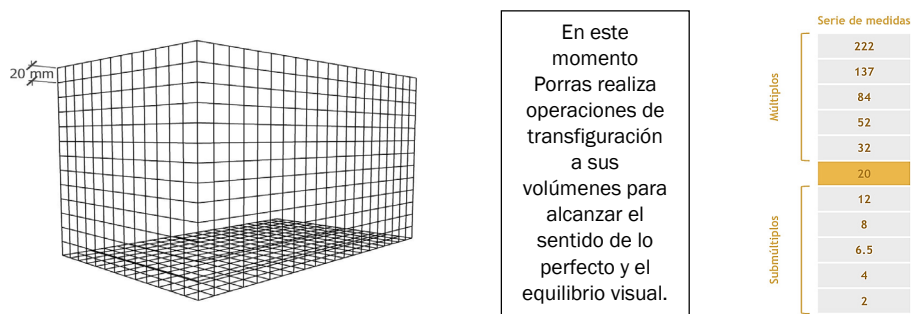 20 mm
En este
momento
Porras realiza
operaciones de
transfiguración
a sus
volúmenes para
alcanzar el
sentido de lo
perfecto y el
equilibrio visual.
Serie de medidas
Múltiplos
222
137
84
52
32
20
Submúltiplos
12
8
6.5
4
2